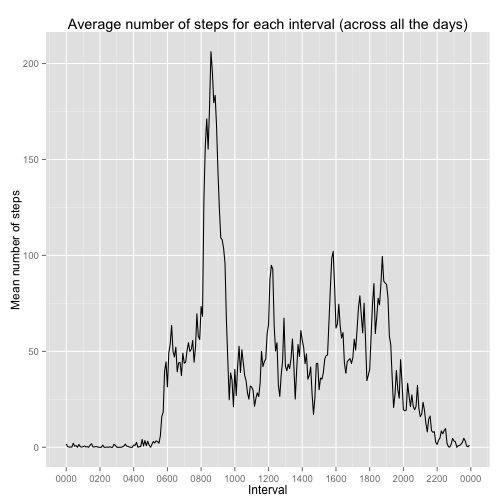 Average number of steps for each interval (across all the days)
Mean number of steps
200
150
100
50
0
0000 0200 0400 0600 0800 1000 1200 1400 1600 1800 2000 2200 0000
Interval